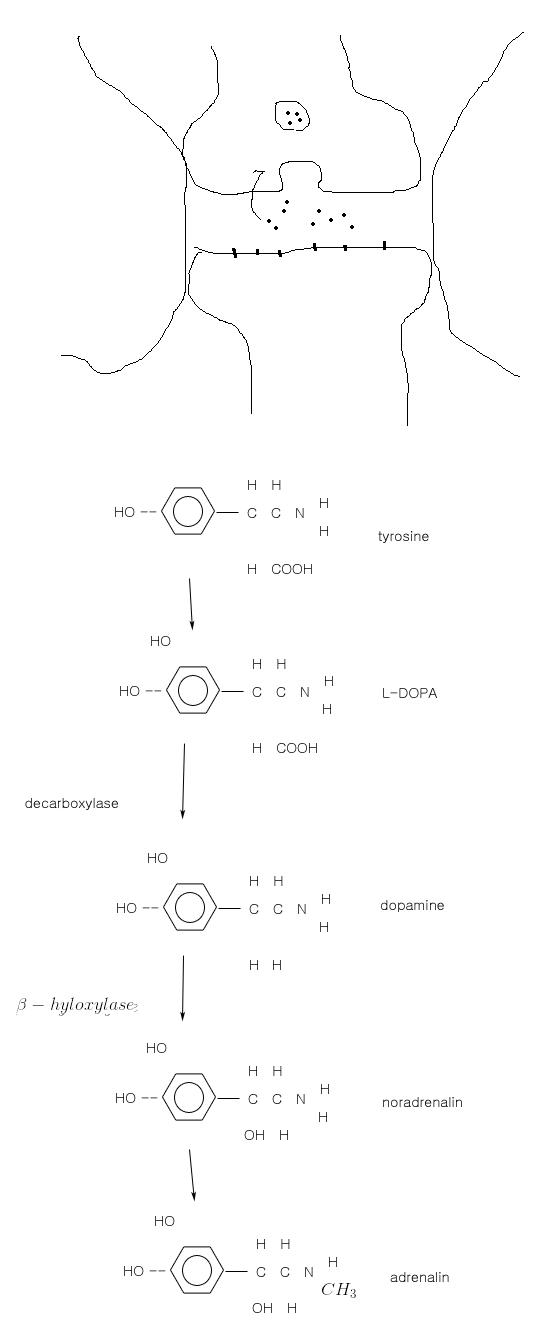 H H
HO -- C C N H
H
tyrosine
H COOH
HO
H H
HO -- C C N H
H
L-DOPA
H COOH
decarboxylase
HO
H H
HO -- C C N H
H
dopamine
H H
β − hyloxylase
HO
H H
HO -- C C N H
H
noradrenalin
OH H
HO
H H
HO -- C C N H
CH₃
adrenalin
OH H